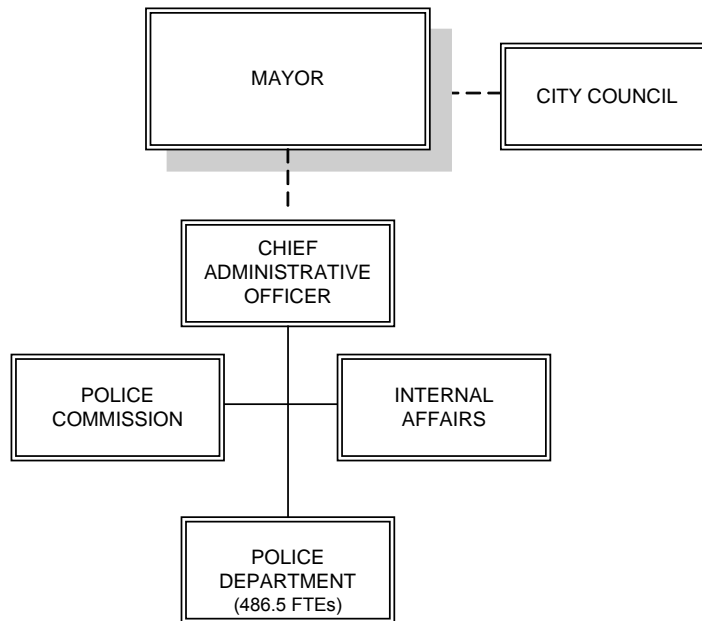 MAYOR
CITY COUNCIL
CHIEF
ADMINISTRATIVE
OFFICER
POLICE
COMMISSION
INTERNAL
AFFAIRS
POLICE
DEPARTMENT
(486.5 FTEs)